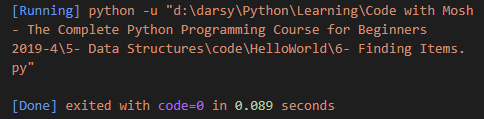 [Running] python -u "d:\darsy\Python\Learning\Code with Mosh
- The Complete Python Programming Course for Beginners
2019-4\5- Data Structures\code\HelloWorld\6- Finding Items.
py"
[Done] exited with code=0 in 0.089 seconds